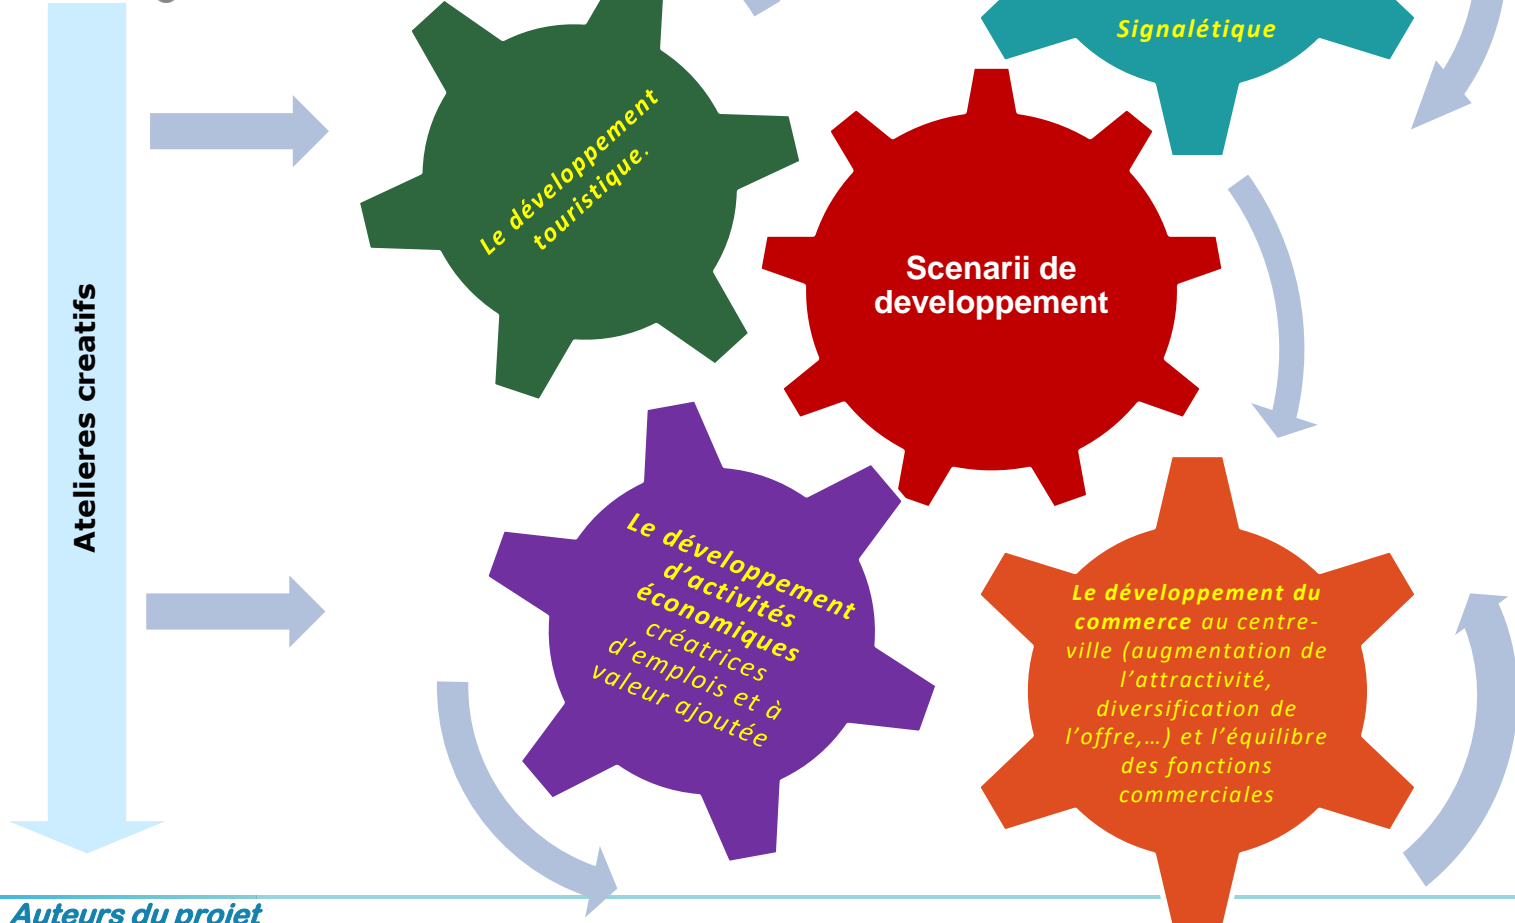 Signalétique
Le développement
touristique.
Scenarii de
developpement
Atelieres creatifs
Le développement
d'activités
économiques
créatrices
d'emplois et à
valeur ajoutée
Le développement du
commerce au centre-
ville (augmentation de
l'attractivité,
diversification de
l'offre,...) et l'équilibre
des fonctions
commerciales
Auteurs du projet